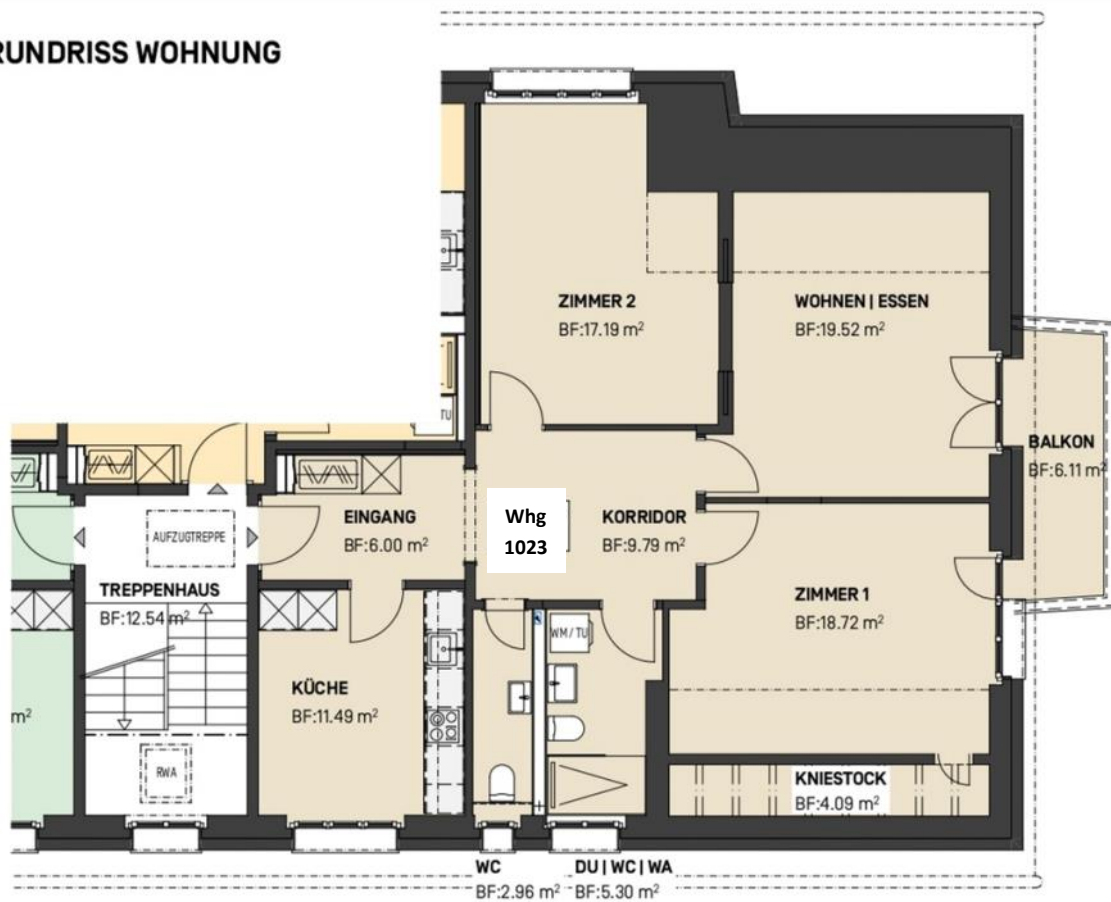 RUNDRISS WOHNUNG
ZIMMER 2
BF:17.19 m²
WOHNEN | ESSEN
BF:19.52 m²
TU
BALKON
BF:6.11 m²
EINGANG
BF:6.00 m²
Whg
1023
KORRIDOR
BF:9.79 m²
AUFZUGTREPPE
TREPPENHAUS
BF:12.54 m²
ZIMMER 1
BF:18.72 m²
WM / TU
KÜCHE
BF:11.49 m²
m²
RWA
KNIESTOCK
BF:4.09 m²
WC
BF:2.96 m²
DU | WC | WA
BF:5.30 m²